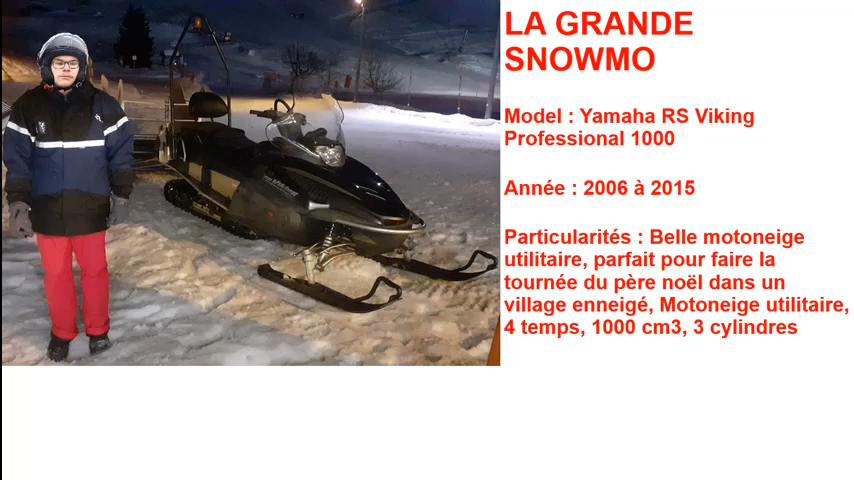 LA GRANDE
SNOWMO
Model : Yamaha RS Viking
Professional 1000
Année : 2006 à 2015
Particularités : Belle motoneige
utilitaire, parfait pour faire la
tournée du père noël dans un
village enneigé, Motoneige utilitaire,
4 temps, 1000 cm3, 3 cylindres